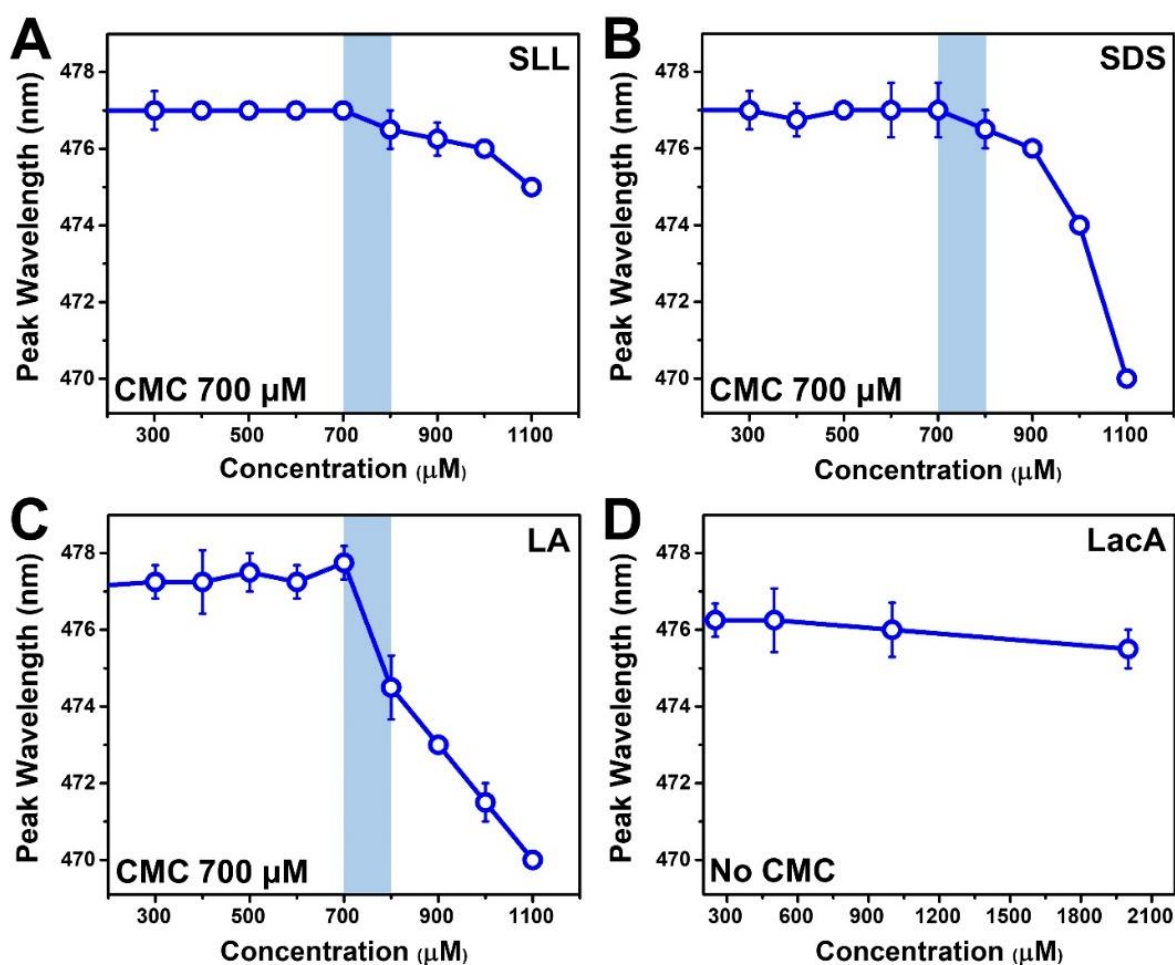 A
SLL
Peak Wavelength (nm)
478
476
474
472
470
CMC 700 µM
300 500 700 900 1100
Concentration (µM)
B
SDS
Peak Wavelength (nm)
478
476
474
472
470
CMC 700 µM
300 500 700 900 1100
Concentration (µM)
C
LA
Peak Wavelength (nm)
478
476
474
472
470
CMC 700 µM
300 500 700 900 1100
Concentration (µM)
D
LacA
Peak Wavelength (nm)
478
476
474
472
470
No CMC
300 600 900 1200 1500 1800 2100
Concentration (µM)